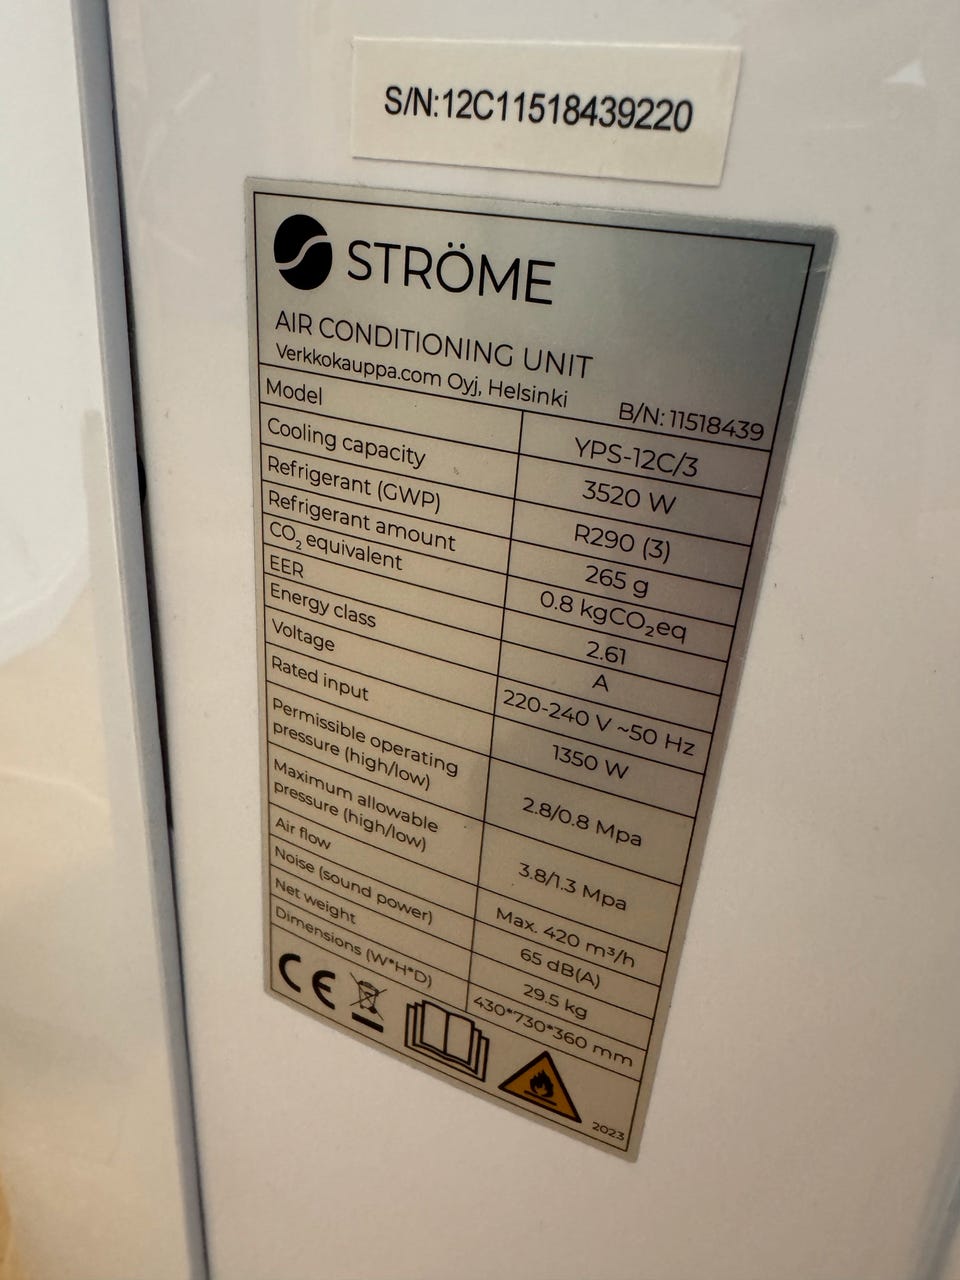 S/N:12C11518439220
STRÖME
AIR CONDITIONING UNIT
Verkkokauppa.com Oyj, Helsinki B/N: 11518439
Model YPS-12C/3
Cooling capacity 3520 W
Refrigerant (GWP) R290 (3)
Refrigerant amount 265 g
CO₂ equivalent 0.8 kgCO₂eq
EER 2.61
Energy class A
Voltage 220-240 V ~50 Hz
Rated input 1350 W
Permissible operating
pressure (high/low) 2.8/0.8 Mpa
Maximum allowable
pressure (high/low) 3.8/1.3 Mpa
Air flow Max. 420 m³/h
Noise (sound power) 65 dB(A)
Net weight 29.5 kg
Dimensions (W*H*D) 430*730*360 mm
CE
2023